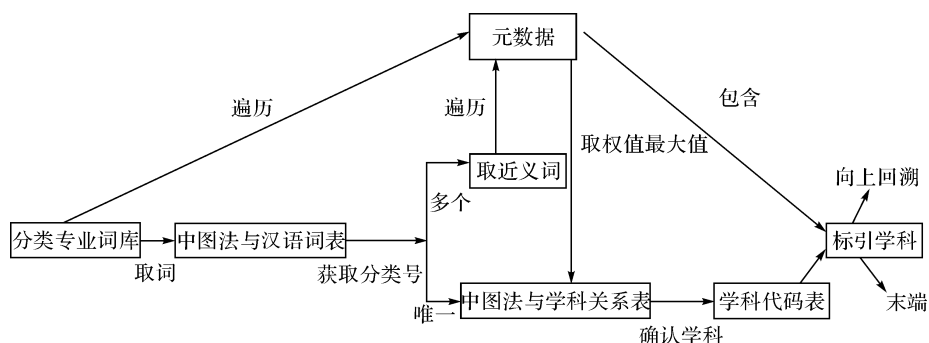 元数据
遍历
遍历
包含
取权值最大值
取近义词
向上回溯
多个
分类专业词库
中图法与汉语词表
标引学科
取词
获取分类号
中图法与学科关系表
学科代码表
末端
唯一
确认学科